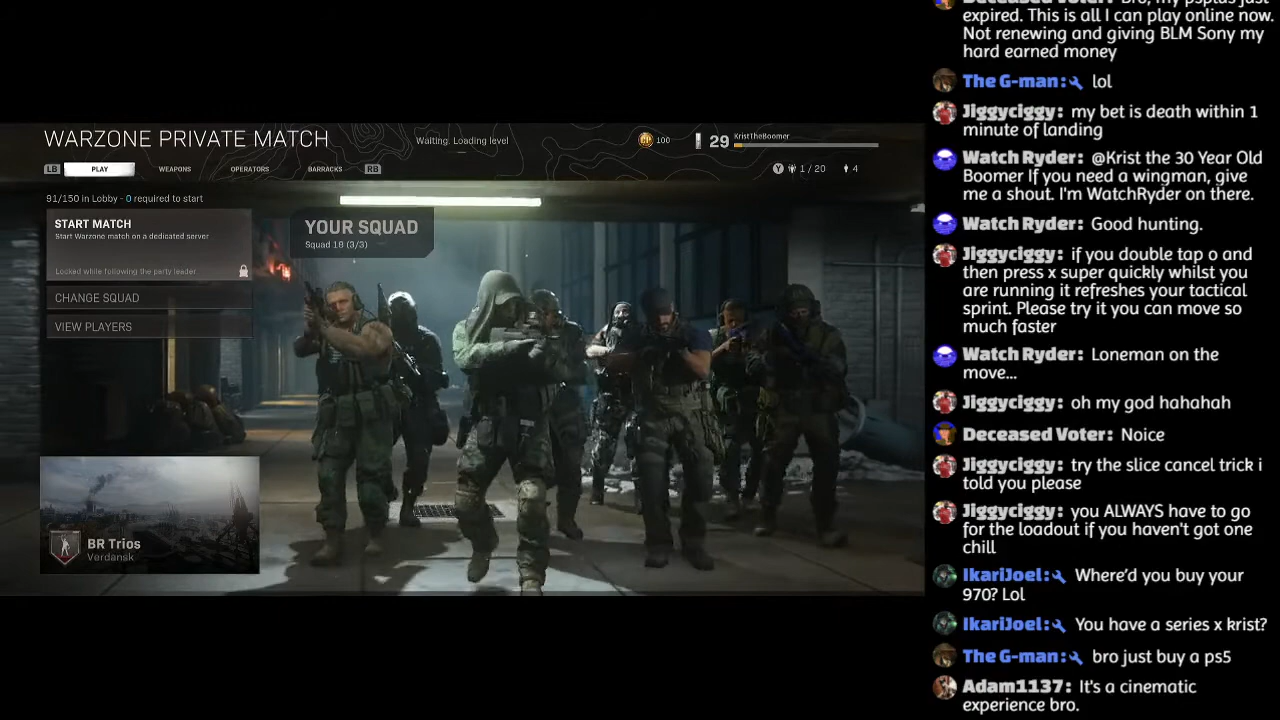 WARZONE PRIVATE MATCH
Waiting. Loading level
100
29
KristTheBoomer
LB
PLAY
WEAPONS
OPERATORS
BARRACKS
RB
Y
1 / 20
4
91/150 in Lobby - 0 required to start
START MATCH
Start Warzone match on a dedicated server
Locked while following the party leader
CHANGE SQUAD
VIEW PLAYERS
YOUR SQUAD
Squad 18 (3/3)
BR Trios
Verdansk
Deceased Voter: Bro, my psplus just
expired. This is all I can play online now.
Not renewing and giving BLM Sony my
hard earned money
The G-man: lol
Jiggyciggy: my bet is death within 1
minute of landing
Watch Ryder: @Krist the 30 Year Old
Boomer If you need a wingman, give
me a shout. I'm WatchRyder on there.
Watch Ryder: Good hunting.
Jiggyciggy: if you double tap o and
then press x super quickly whilst you
are running it refreshes your tactical
sprint. Please try it you can move so
much faster
Watch Ryder: Loneman on the
move...
Jiggyciggy: oh my god hahahah
Deceased Voter: Noice
Jiggyciggy: try the slice cancel trick i
told you please
Jiggyciggy: you ALWAYS have to go
for the loadout if you haven't got one
chill
IkariJoel: Where'd you buy your
970? Lol
IkariJoel: You have a series x krist?
The G-man: bro just buy a ps5
Adam1137: It's a cinematic
experience bro.